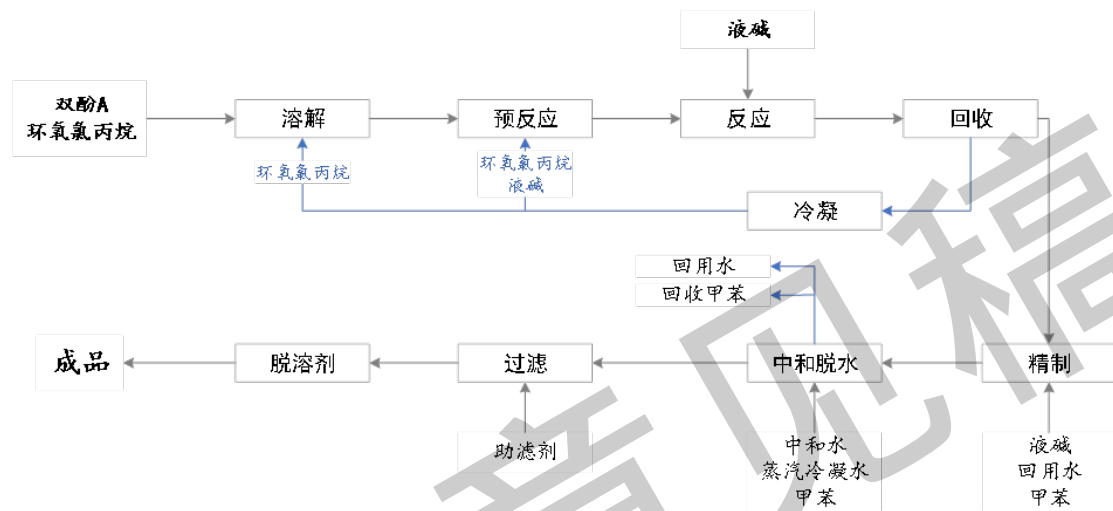 液碱
双酚A
环氧氯丙烷
溶解
预反应
反应
回收
环氧氯丙烷
环氧氯丙烷
液碱
冷凝
回用水
回收甲苯
成品
脱溶剂
过滤
中和脱水
精制
助滤剂
中和水
蒸汽冷凝水
甲苯
液碱
回用水
甲苯
意见稿